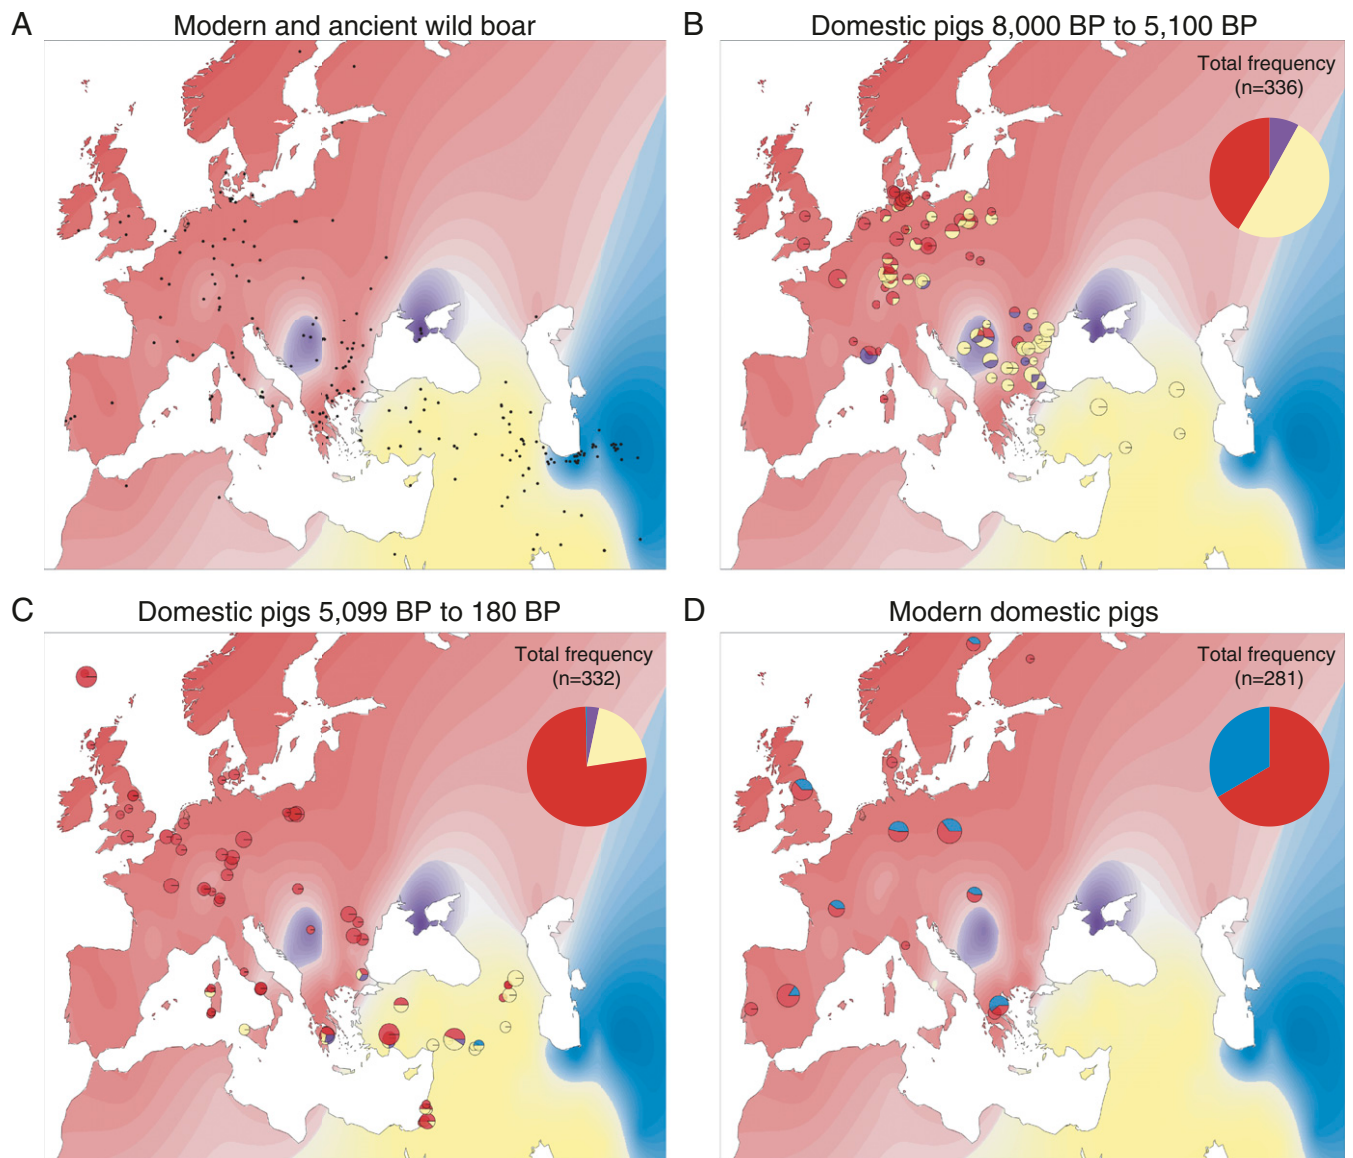 A Modern and ancient wild boar
B Domestic pigs 8,000 BP to 5,100 BP
Total frequency
(n=336)
C Domestic pigs 5,099 BP to 180 BP
Total frequency
(n=332)
D Modern domestic pigs
Total frequency
(n=281)